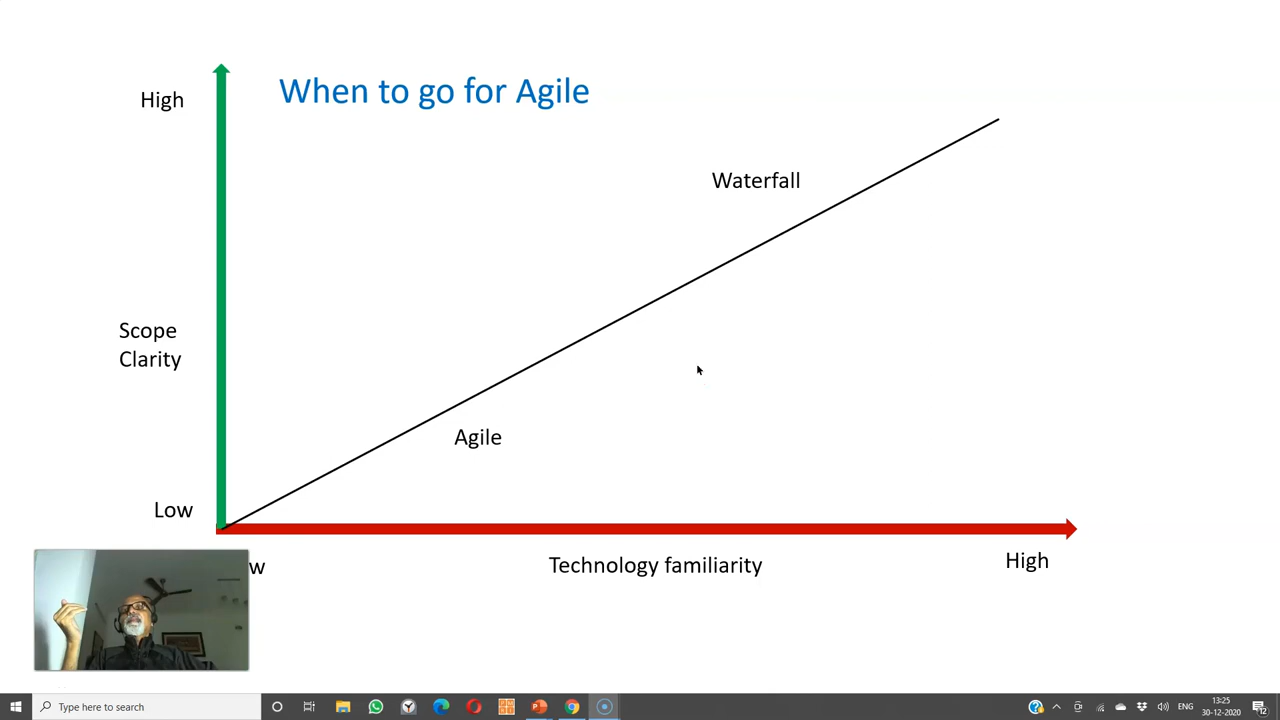 When to go for Agile
High
Waterfall
Scope
Clarity
Agile
Low
w
Technology familiarity
High
Type here to search
ENG
13:25
30-12-2020
12